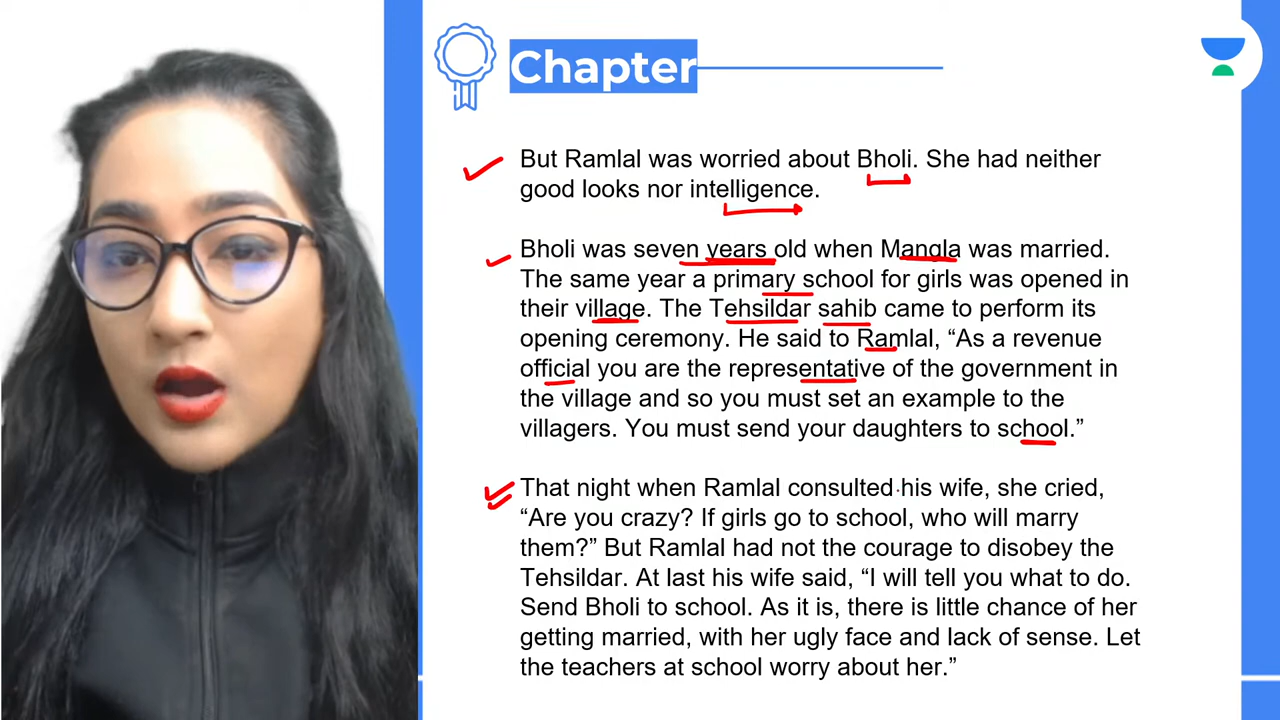 Chapter
But Ramlal was worried about Bholi. She had neither
good looks nor intelligence.
Bholi was seven years old when Mangla was married.
The same year a primary school for girls was opened in
their village. The Tehsildar sahib came to perform its
opening ceremony. He said to Ramlal, “As a revenue
official you are the representative of the government in
the village and so you must set an example to the
villagers. You must send your daughters to school.”
That night when Ramlal consulted his wife, she cried,
“Are you crazy? If girls go to school, who will marry
them?” But Ramlal had not the courage to disobey the
Tehsildar. At last his wife said, “I will tell you what to do.
Send Bholi to school. As it is, there is little chance of her
getting married, with her ugly face and lack of sense. Let
the teachers at school worry about her.”